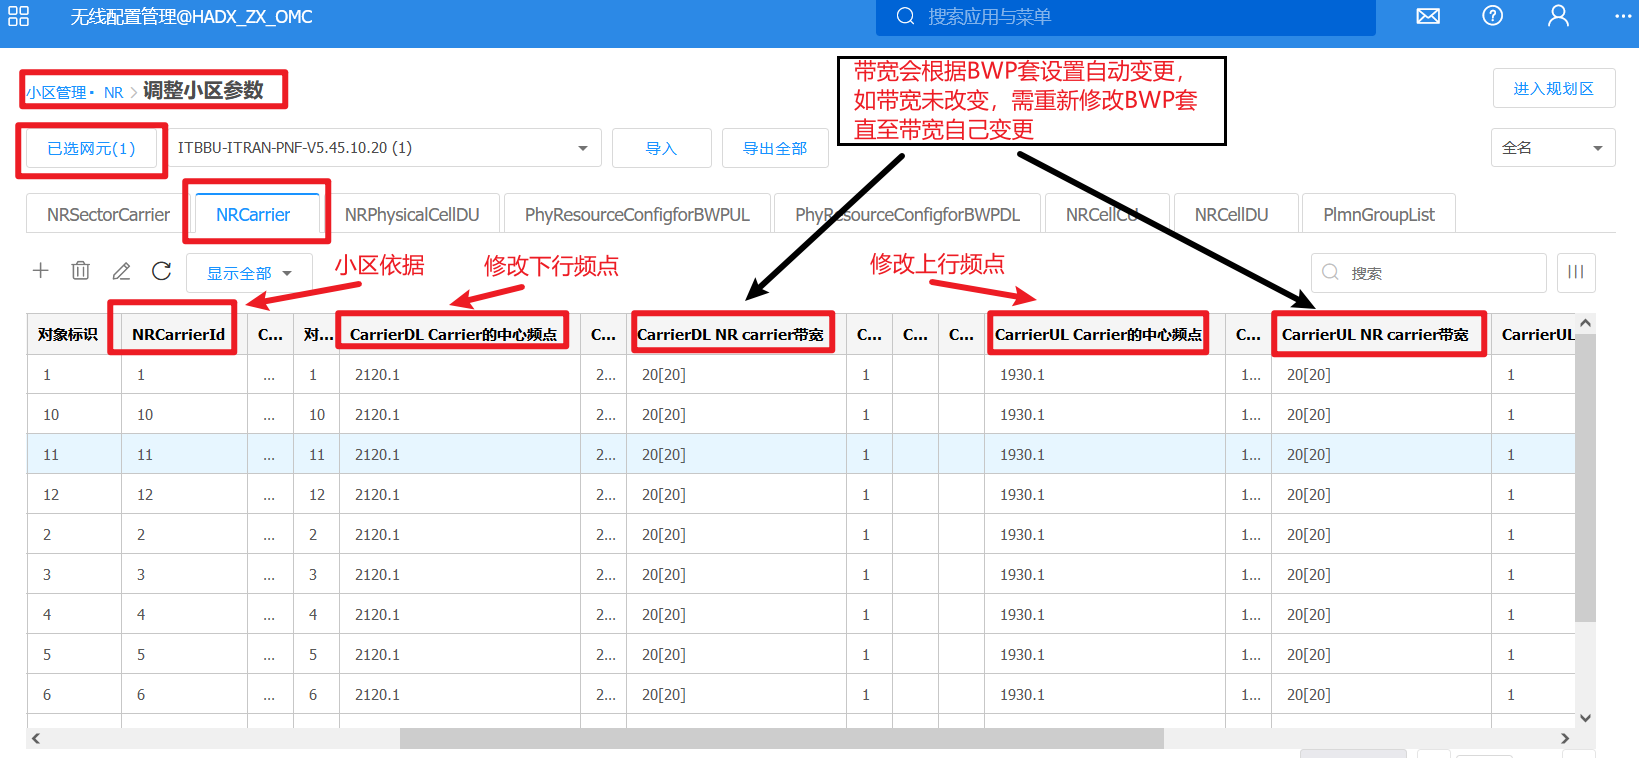 无线配置管理@HADX_ZX_OMC
搜索应用与菜单
小区管理· NR > 调整小区参数
带宽会根据BWP套设置自动变更，
如带宽未改变，需重新修改BWP套
直至带宽自己变更
进入规划区
已选网元(1)
ITBBU-ITRAN-PNF-V5.45.10.20 (1)
导入
导出全部
全名
NRSectorCarrier
NRCarrier
NRPhysicalCellDU
PhyResourceConfigforBWPUL
PhyResourceConfigforBWPDL
NRCellCU
NRCellDU
PlmnGroupList
显示全部
小区依据
修改下行频点
修改上行频点
搜索
对象标识 NRCarrierId C... 对... CarrierDL Carrier的中心频点 C... CarrierDL NR carrier带宽 C... C... C... CarrierUL Carrier的中心频点 C... CarrierUL NR carrier带宽 CarrierUL
1 1 ... 1 2120.1 2... 20[20] 1 1930.1 1... 20[20] 1
10 10 ... 10 2120.1 2... 20[20] 1 1930.1 1... 20[20] 1
11 11 ... 11 2120.1 2... 20[20] 1 1930.1 1... 20[20] 1
12 12 ... 12 2120.1 2... 20[20] 1 1930.1 1... 20[20] 1
2 2 ... 2 2120.1 2... 20[20] 1 1930.1 1... 20[20] 1
3 3 ... 3 2120.1 2... 20[20] 1 1930.1 1... 20[20] 1
4 4 ... 4 2120.1 2... 20[20] 1 1930.1 1... 20[20] 1
5 5 ... 5 2120.1 2... 20[20] 1 1930.1 1... 20[20] 1
6 6 ... 6 2120.1 2... 20[20] 1 1930.1 1... 20[20] 1